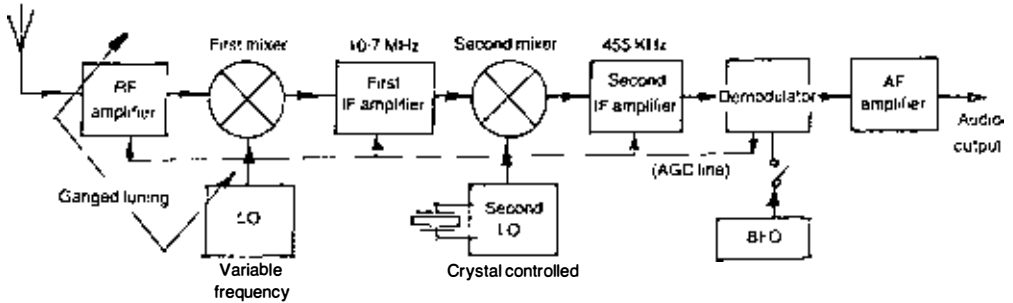 First mixer
10·7 MHz
Second mixer
455 KHz
RF
amplifier
First
IF amplifier
Second
IF amplifier
Demodulator
AF
amplifier
Audio
output
(AGC line)
Ganged tuning
LO
Second
LO
BFO
Variable
frequency
Crystal controlled